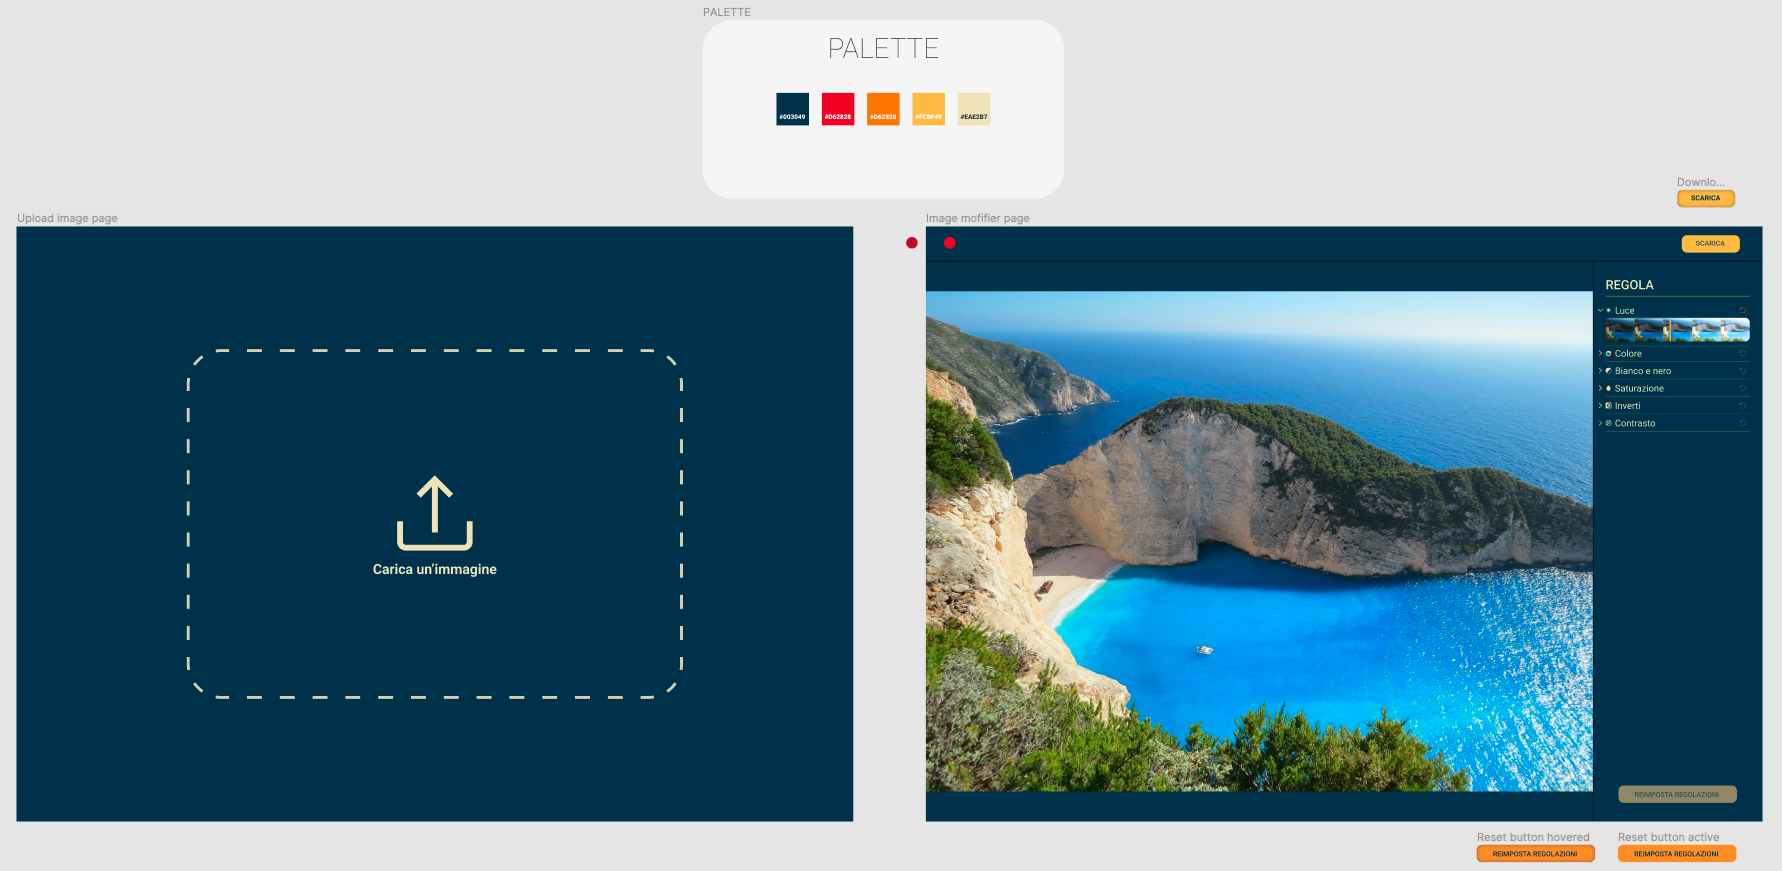 PALETTE
PALETTE
#003049
#D62828
#D62828
#FCBF49
#EAE2B7
Downlo...
SCARICA
Upload image page
Image mofifier page
SCARICA
REGOLA
Luce
Colore
Bianco e nero
Saturazione
Inverti
Contrasto
Carica un'immagine
REIMPOSTA REGOLAZIONI
Reset button hovered
Reset button active
REIMPOSTA REGOLAZIONI
REIMPOSTA REGOLAZIONI